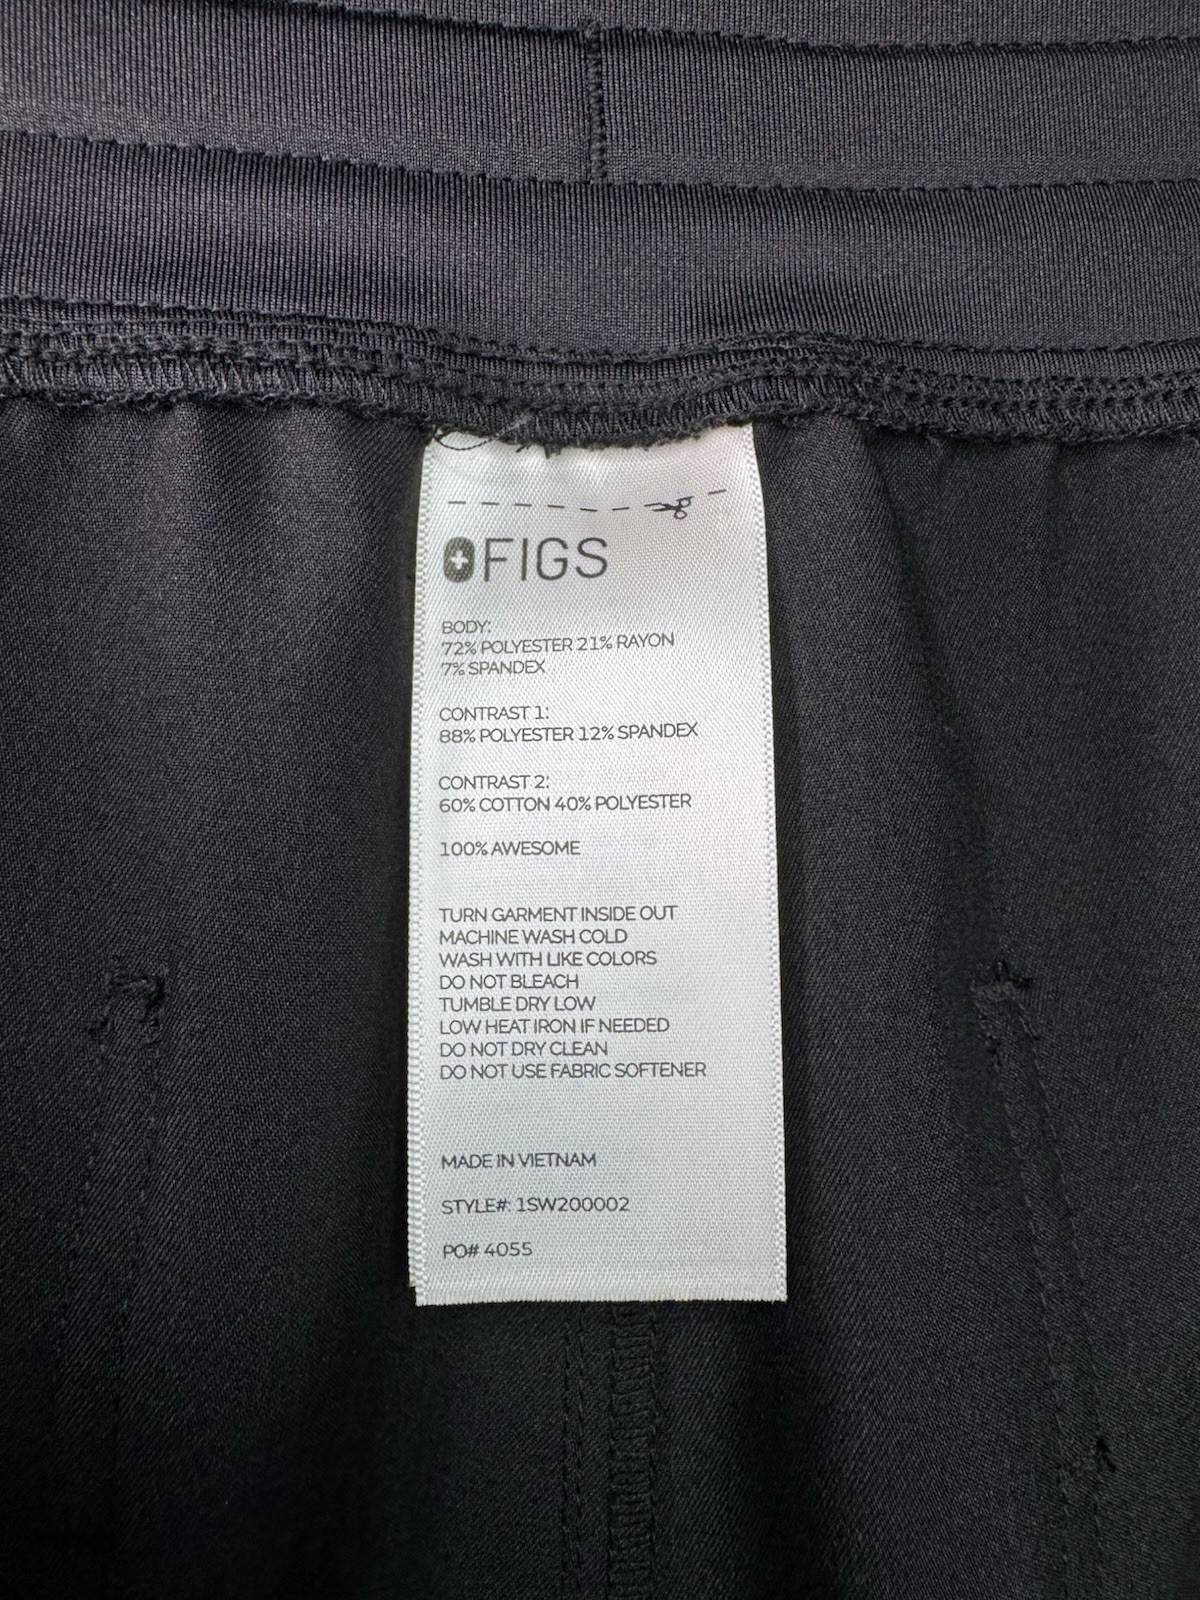 FIGS
BODY:
72% POLYESTER 21% RAYON
7% SPANDEX
CONTRAST 1:
88% POLYESTER 12% SPANDEX
CONTRAST 2:
60% COTTON 40% POLYESTER
100% AWESOME
TURN GARMENT INSIDE OUT
MACHINE WASH COLD
WASH WITH LIKE COLORS
DO NOT BLEACH
TUMBLE DRY LOW
LOW HEAT IRON IF NEEDED
DO NOT DRY CLEAN
DO NOT USE FABRIC SOFTENER
MADE IN VIETNAM
STYLE#: 1SW200002
PO# 4055